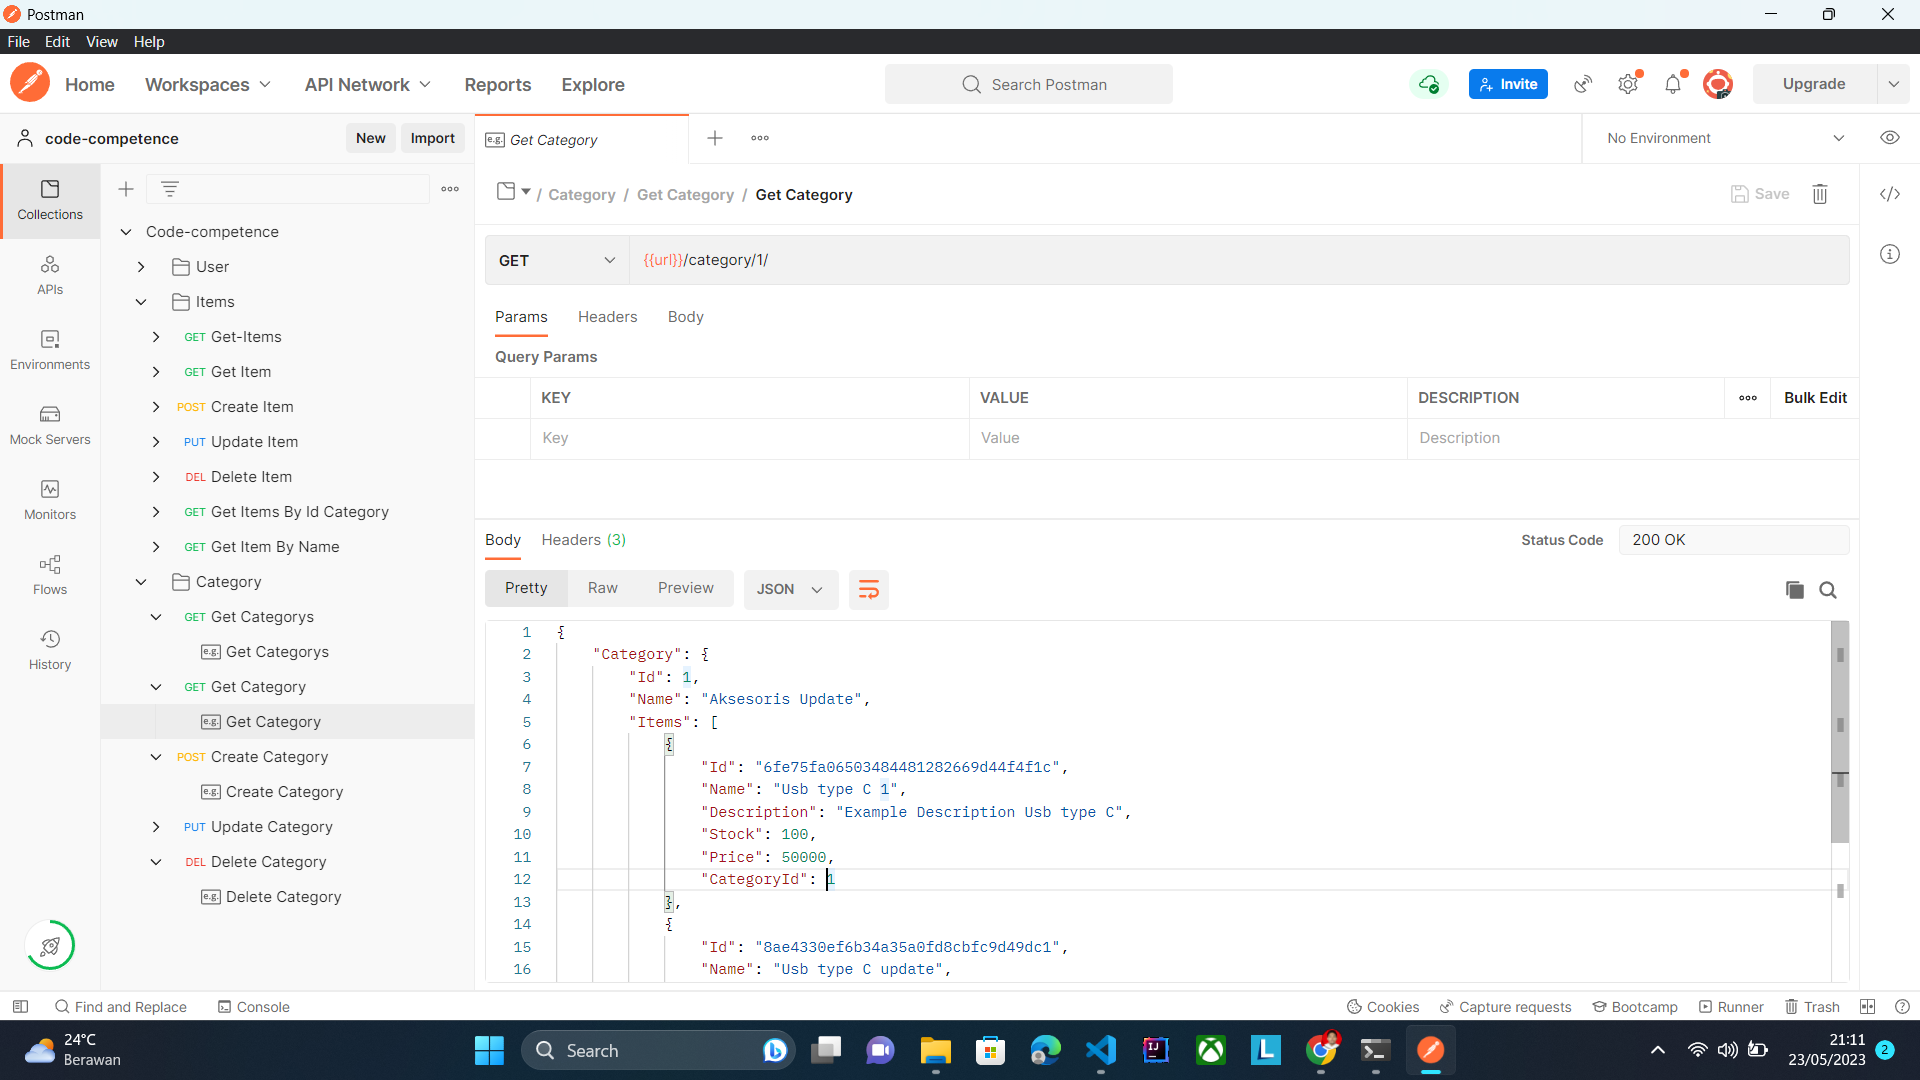 Postman
File Edit View Help
Home Workspaces API Network Reports Explore
Search Postman
Invite
Upgrade
code-competence
New Import
e.g. Get Category
No Environment
Collections
APIs
Environments
Mock Servers
Monitors
Flows
History
Code-competence
User
Items
GET Get-Items
GET Get Item
POST Create Item
PUT Update Item
DEL Delete Item
GET Get Items By Id Category
GET Get Item By Name
Category
GET Get Categorys
e.g. Get Categorys
GET Get Category
e.g. Get Category
POST Create Category
e.g. Create Category
PUT Update Category
DEL Delete Category
e.g. Delete Category
/ Category / Get Category / Get Category
Save
GET {{url}}/category/1/
Params Headers Body
Query Params
KEY VALUE DESCRIPTION Bulk Edit
Key Value Description
Body Headers (3)
Status Code 200 OK
Pretty Raw Preview JSON
1 {
2 "Category": {
3 "Id": 1,
4 "Name": "Aksesoris Update",
5 "Items": [
6 {
7 "Id": "6fe75fa06503484481282669d44f4f1c",
8 "Name": "Usb type C 1",
9 "Description": "Example Description Usb type C",
10 "Stock": 100,
11 "Price": 50000,
12 "CategoryId": 1
13 },
14 {
15 "Id": "8ae4330ef6b34a35a0fd8cbfc9d49dc1",
16 "Name": "Usb type C update",
Find and Replace Console
Cookies Capture requests Bootcamp Runner Trash
24°C
Berawan
Search
21:11
23/05/2023
2